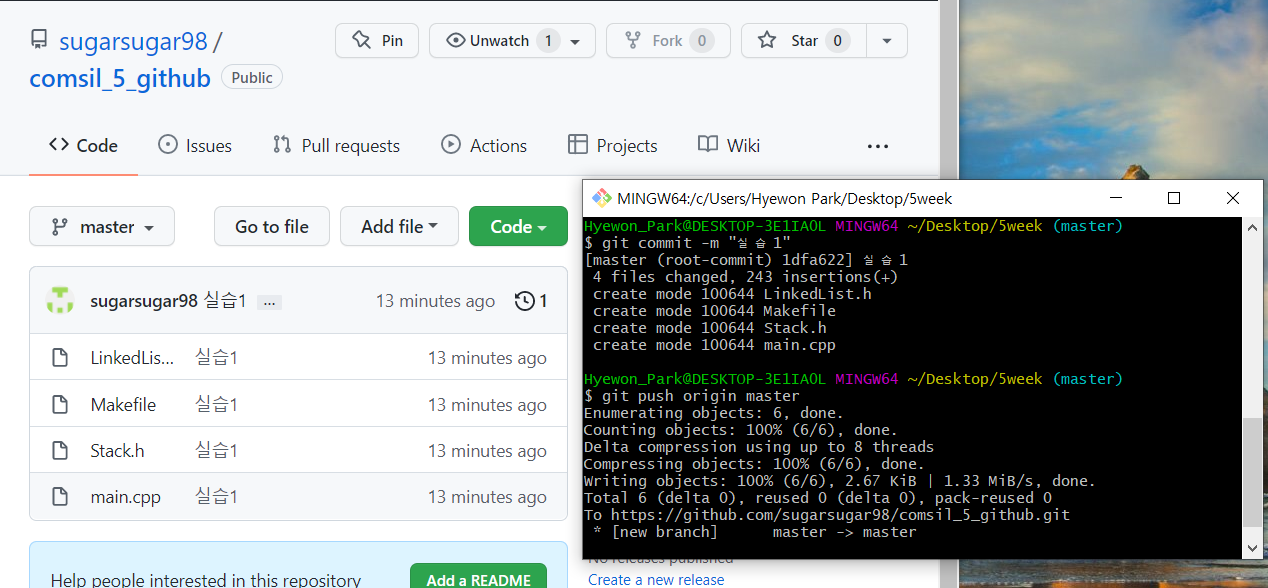 sugarsugar98 /
Pin
Unwatch 1
Fork 0
Star 0
comsil_5_github Public
Code
Issues
Pull requests
Actions
Projects
Wiki
master
Go to file
Add file
Code
sugarsugar98 실습1 ...
13 minutes ago
1
LinkedLis... 실습1 13 minutes ago
Makefile 실습1 13 minutes ago
Stack.h 실습1 13 minutes ago
main.cpp 실습1 13 minutes ago
Help people interested in this repository
Add a README
No releases published
Create a new release
MINGW64:/c/Users/Hyewon Park/Desktop/5week
Hyewon_Park@DESKTOP-3E1IAOL MINGW64 ~/Desktop/5week (master)
$ git commit -m "실습1"
[master (root-commit) 1dfa622] 실습1
4 files changed, 243 insertions(+)
create mode 100644 LinkedList.h
create mode 100644 Makefile
create mode 100644 Stack.h
create mode 100644 main.cpp
Hyewon_Park@DESKTOP-3E1IAOL MINGW64 ~/Desktop/5week (master)
$ git push origin master
Enumerating objects: 6, done.
Counting objects: 100% (6/6), done.
Delta compression using up to 8 threads
Compressing objects: 100% (6/6), done.
Writing objects: 100% (6/6), 2.67 KiB | 1.33 MiB/s, done.
Total 6 (delta 0), reused 0 (delta 0), pack-reused 0
To https://github.com/sugarsugar98/comsil_5_github.git
* [new branch] master -> master